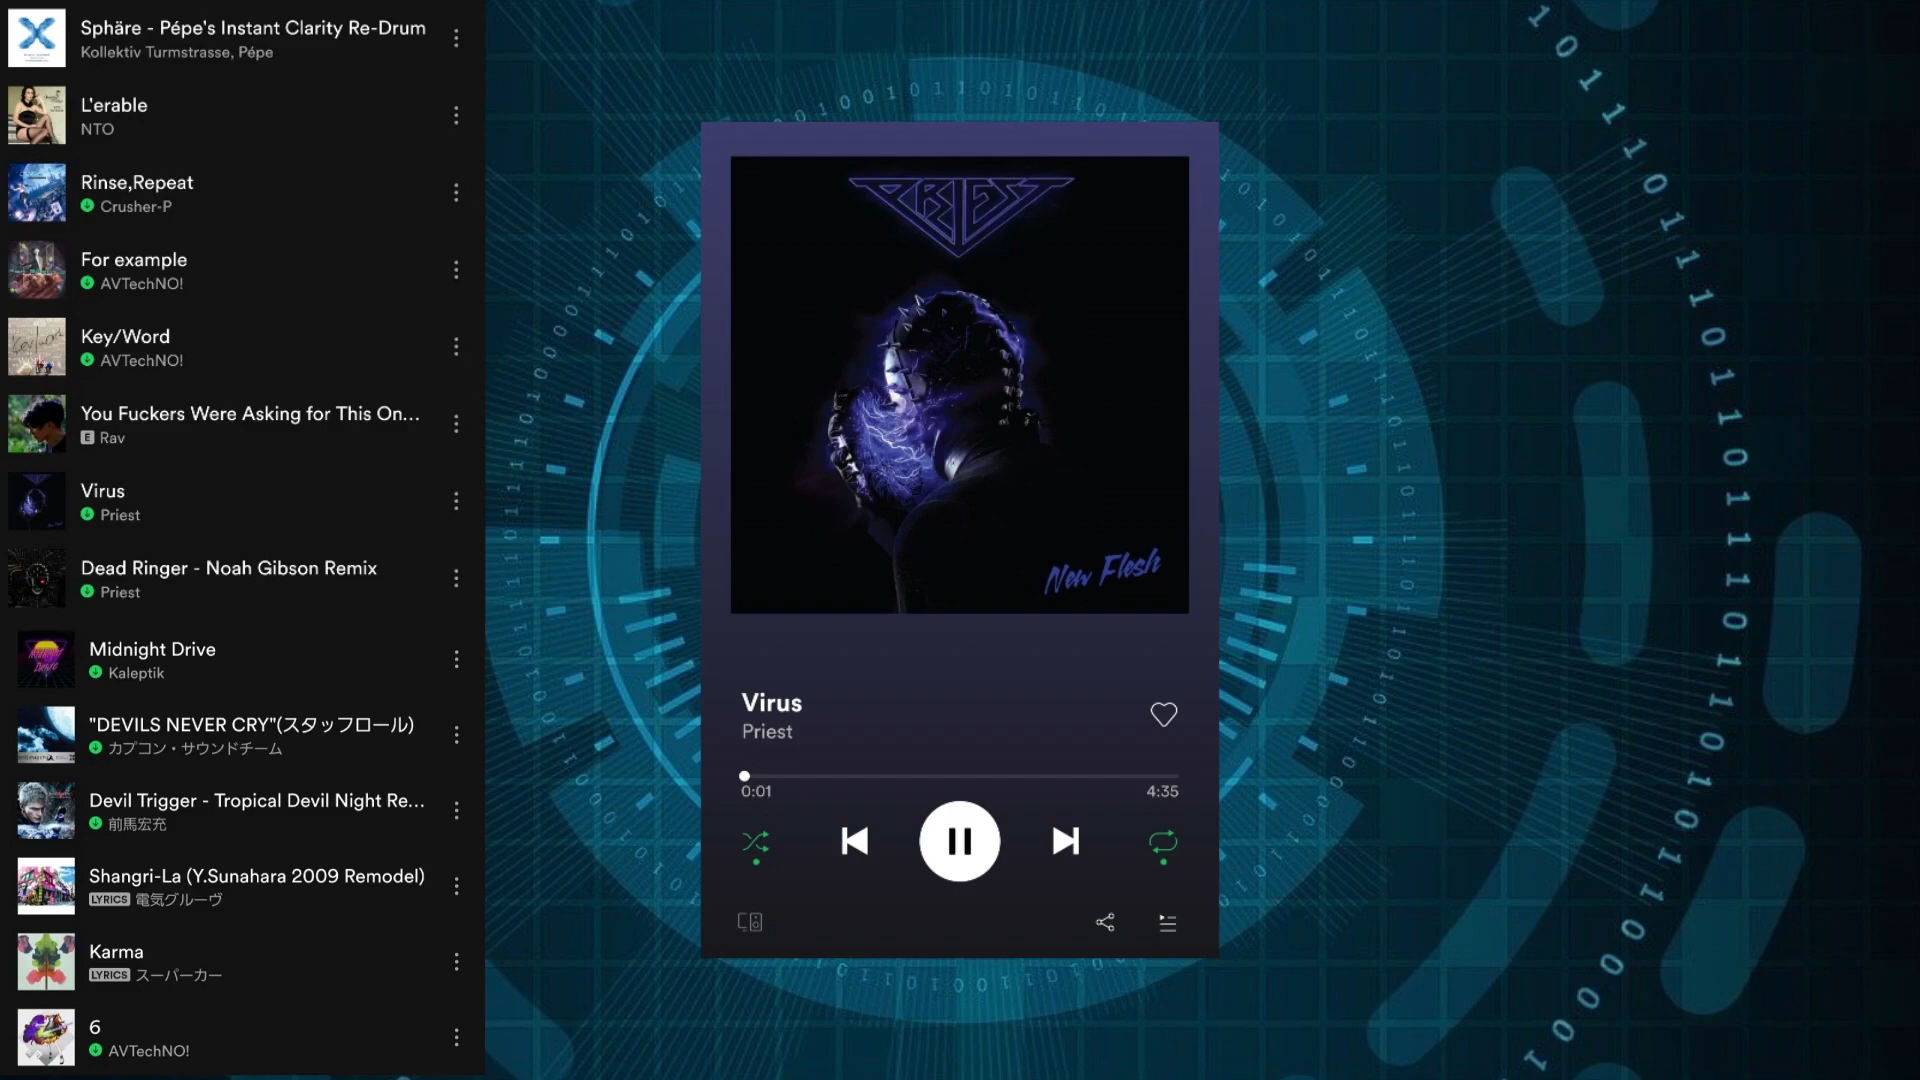 Sphäre - Pépe's Instant Clarity Re-Drum
Kollektiv Turmstrasse, Pépe
L'erable
NTO
Rinse,Repeat
Crusher-P
For example
AVTechNO!
Key/Word
AVTechNO!
You Fuckers Were Asking for This On...
E Rav
Virus
Priest
Dead Ringer - Noah Gibson Remix
Priest
Midnight Drive
Kaleptik
"DEVILS NEVER CRY"(スタッフロール)
カプコン・サウンドチーム
Devil Trigger - Tropical Devil Night Re...
前馬宏充
Shangri-La (Y.Sunahara 2009 Remodel)
LYRICS 電気グルーヴ
Karma
LYRICS スーパーカー
6
AVTechNO!
PRIEST
New Flesh
Virus
Priest
0:01
4:35